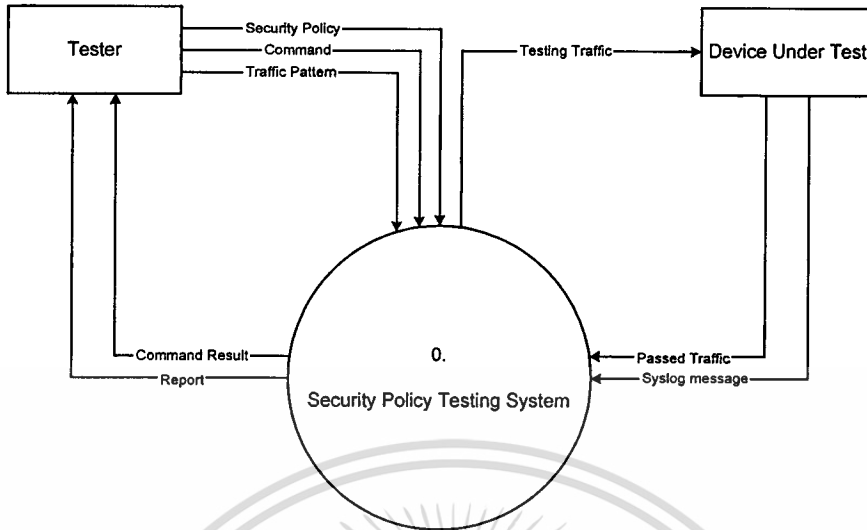 Tester
Security Policy
Command
Traffic Pattern
Testing Traffic
Device Under Test
Command Result
Report
0.
Security Policy Testing System
Passed Traffic
Syslog message